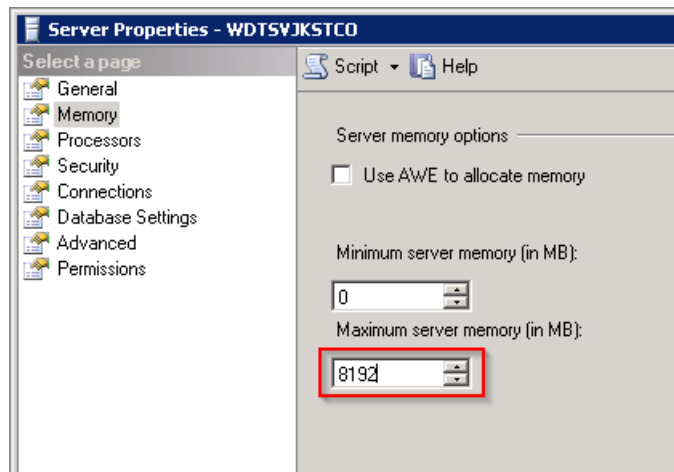 Server Properties - WDTSVJKSTCO
Select a page
General
Memory
Processors
Security
Connections
Database Settings
Advanced
Permissions
Script
Help
Server memory options
Use AWE to allocate memory
Minimum server memory (in MB):
0
Maximum server memory (in MB):
8192